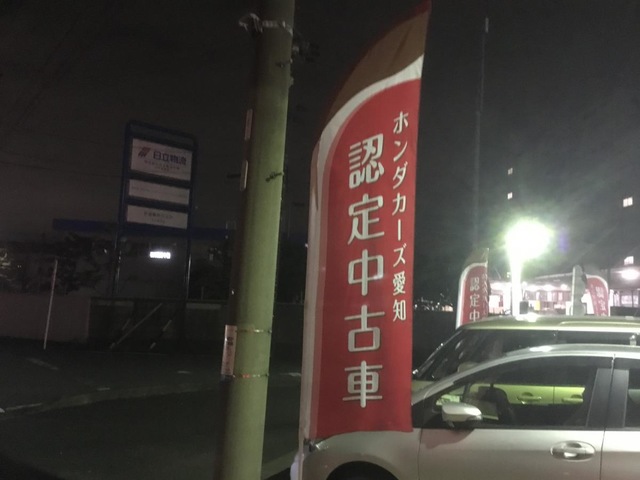 ホンダカーズ愛知
認定中古車
日立物流
認定中